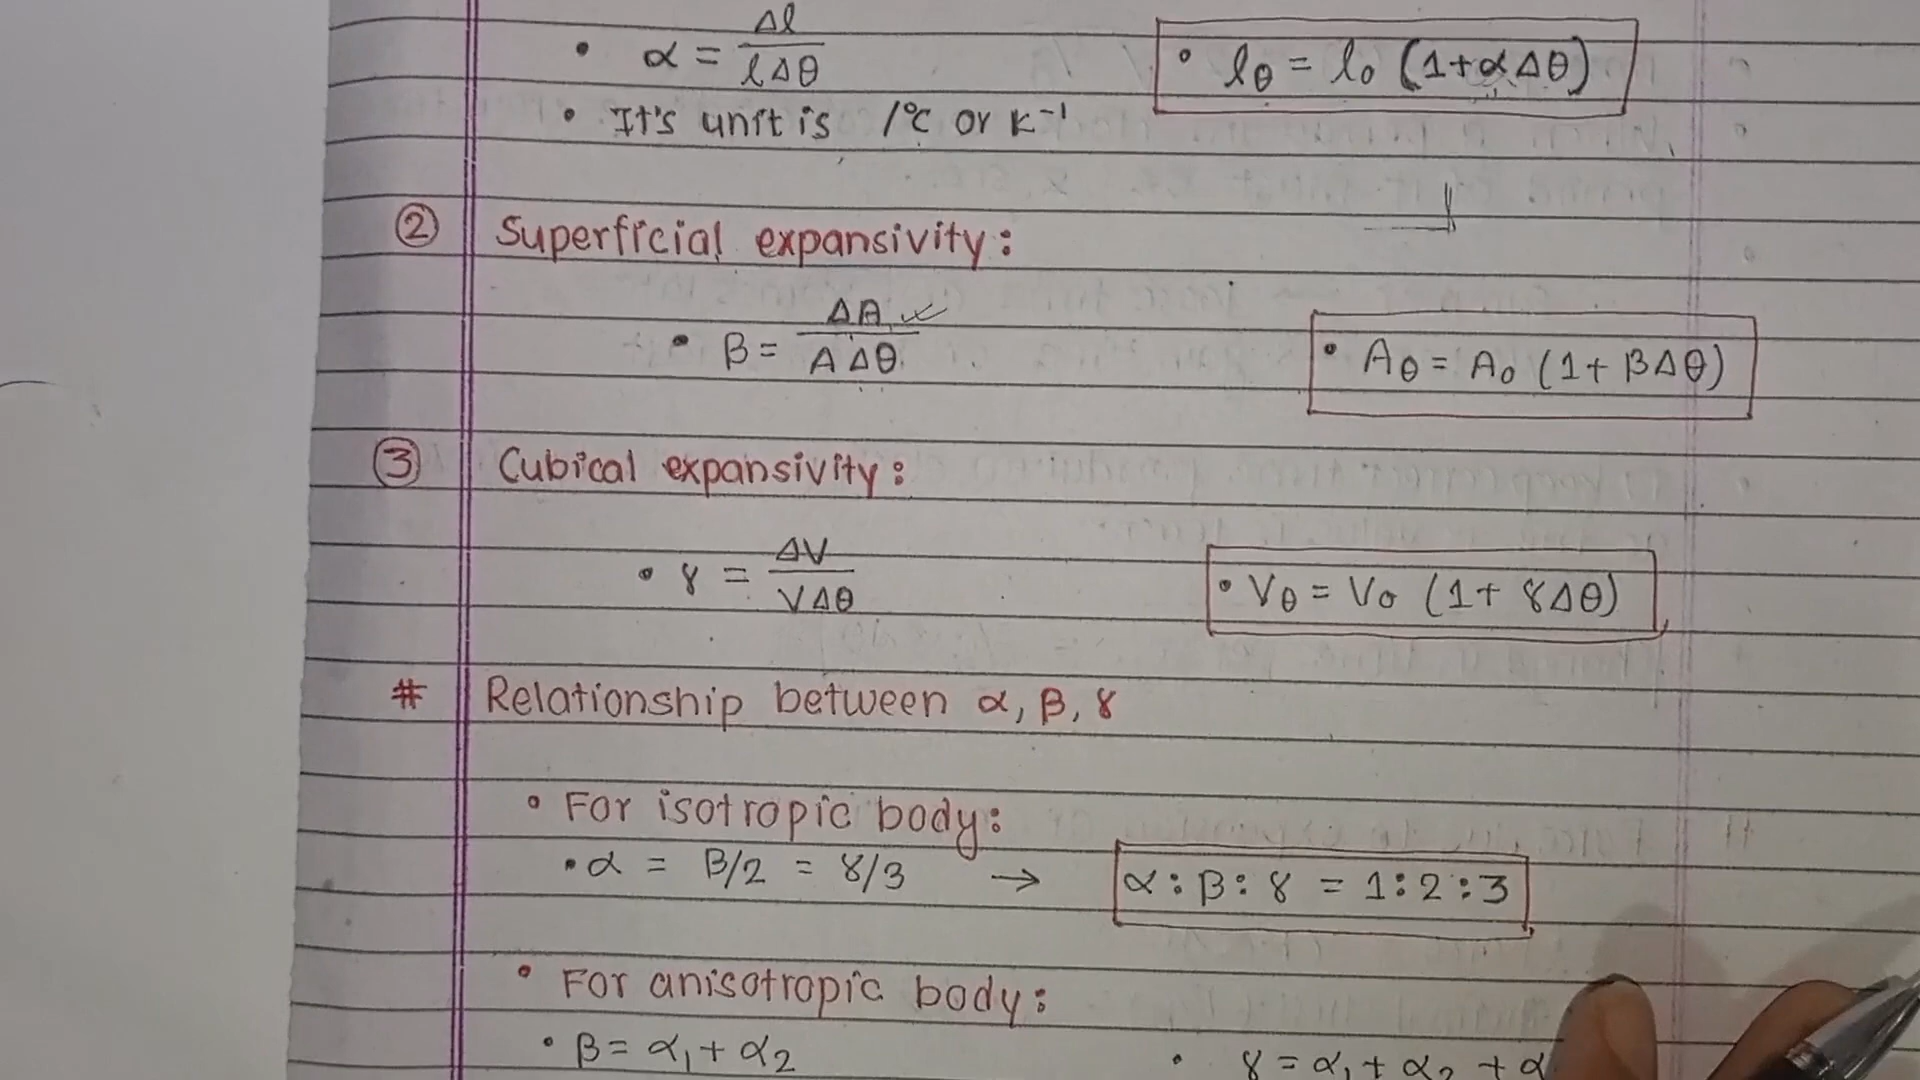 • α = Δl / lΔθ
• lθ = l₀ (1+αΔθ)
• It's unit is /°C or K⁻¹
② Superficial expansivity:
• β = ΔA / AΔθ
• Aθ = A₀ (1+ βΔθ)
③ Cubical expansivity:
• γ = ΔV / VΔθ
• Vθ = V₀ (1+ γΔθ)
# Relationship between α, β, γ
• For isotropic body:
• α = β/2 = γ/3 → α : β : γ = 1:2:3
• For anisotropic body:
• β = α₁ + α₂
• γ = α₁ + α₂ + α